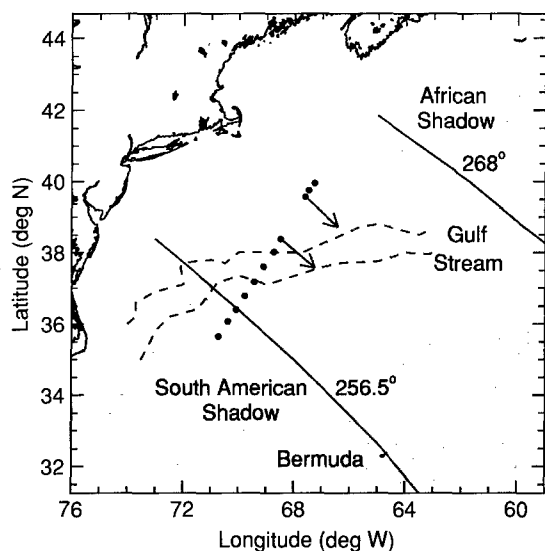 44
42
40
38
36
34
32
76
72
68
64
60
Latitude (deg N)
Longitude (deg W)
African
Shadow
268°
Gulf
Stream
256.5°
South American
Shadow
Bermuda